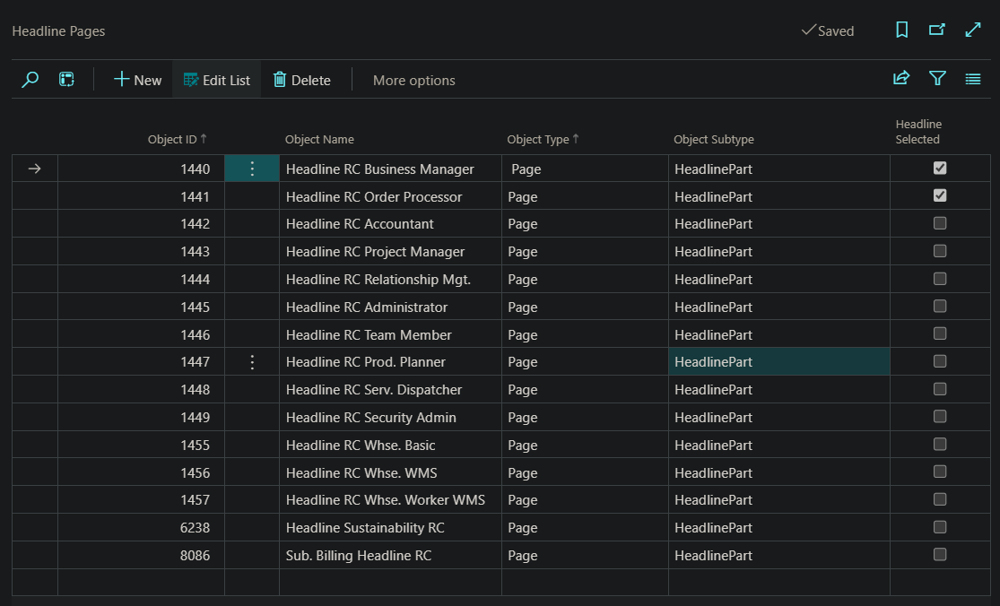 Headline Pages Saved
New Edit List Delete More options
Object ID ↑ Object Name Object Type ↑ Object Subtype Headline Selected
1440 Headline RC Business Manager Page HeadlinePart
1441 Headline RC Order Processor Page HeadlinePart
1442 Headline RC Accountant Page HeadlinePart
1443 Headline RC Project Manager Page HeadlinePart
1444 Headline RC Relationship Mgt. Page HeadlinePart
1445 Headline RC Administrator Page HeadlinePart
1446 Headline RC Team Member Page HeadlinePart
1447 Headline RC Prod. Planner Page HeadlinePart
1448 Headline RC Serv. Dispatcher Page HeadlinePart
1449 Headline RC Security Admin Page HeadlinePart
1455 Headline RC Whse. Basic Page HeadlinePart
1456 Headline RC Whse. WMS Page HeadlinePart
1457 Headline RC Whse. Worker WMS Page HeadlinePart
6238 Headline Sustainability RC Page HeadlinePart
8086 Sub. Billing Headline RC Page HeadlinePart